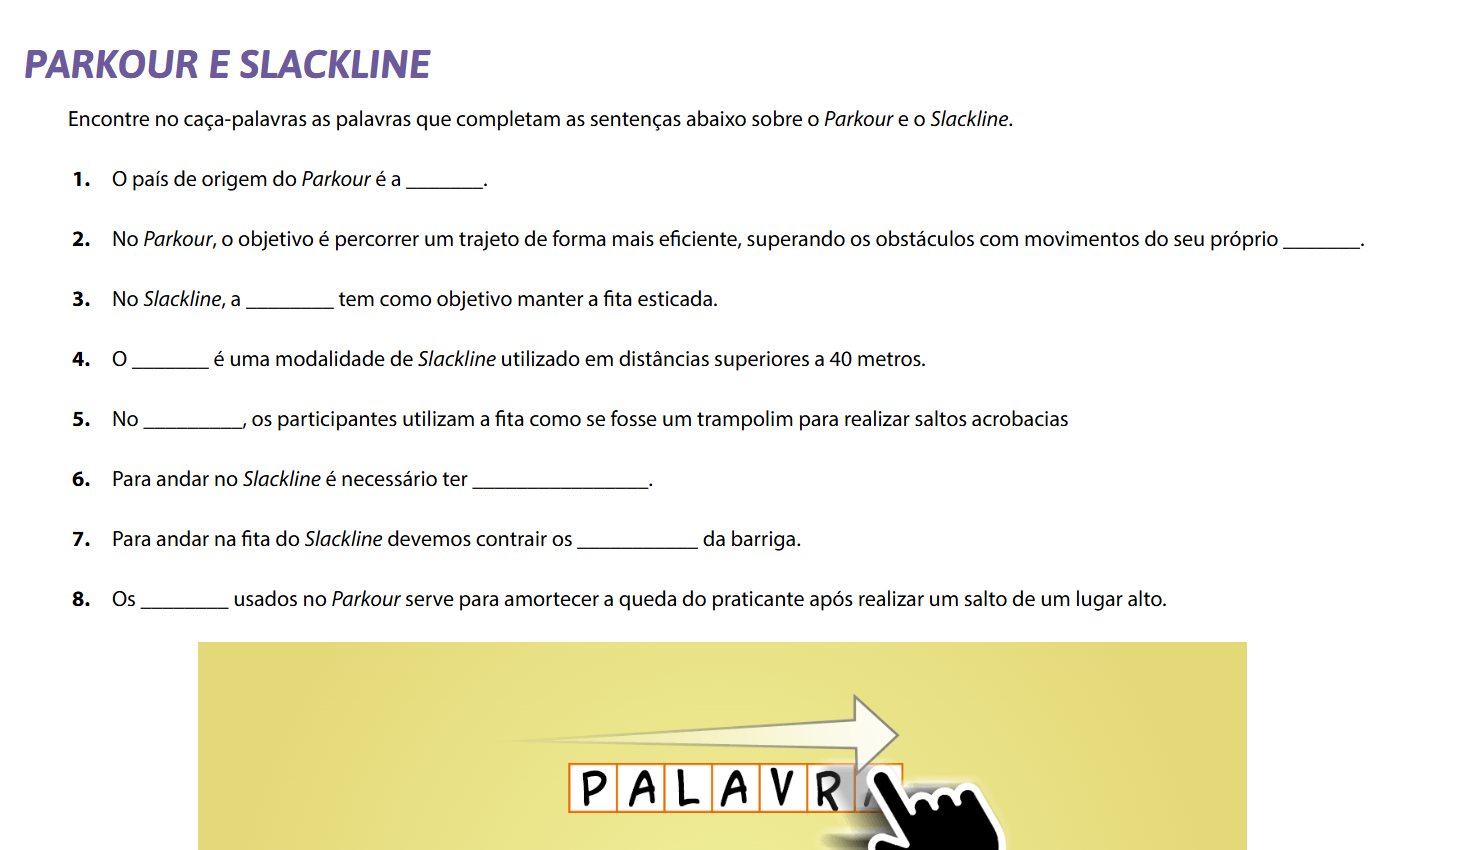 PARKOUR E SLACKLINE
Encontre no caça-palavras as palavras que completam as sentenças abaixo sobre o Parkour e o Slackline.
1. O país de origem do Parkour é a _______.
2. No Parkour, o objetivo é percorrer um trajeto de forma mais eficiente, superando os obstáculos com movimentos do seu próprio _______.
3. No Slackline, a ________ tem como objetivo manter a fita esticada.
4. O _______ é uma modalidade de Slackline utilizado em distâncias superiores a 40 metros.
5. No _________, os participantes utilizam a fita como se fosse um trampolim para realizar saltos acrobacias
6. Para andar no Slackline é necessário ter ________________.
7. Para andar na fita do Slackline devemos contrair os ___________ da barriga.
8. Os ________ usados no Parkour serve para amortecer a queda do praticante após realizar um salto de um lugar alto.
PALAVRA